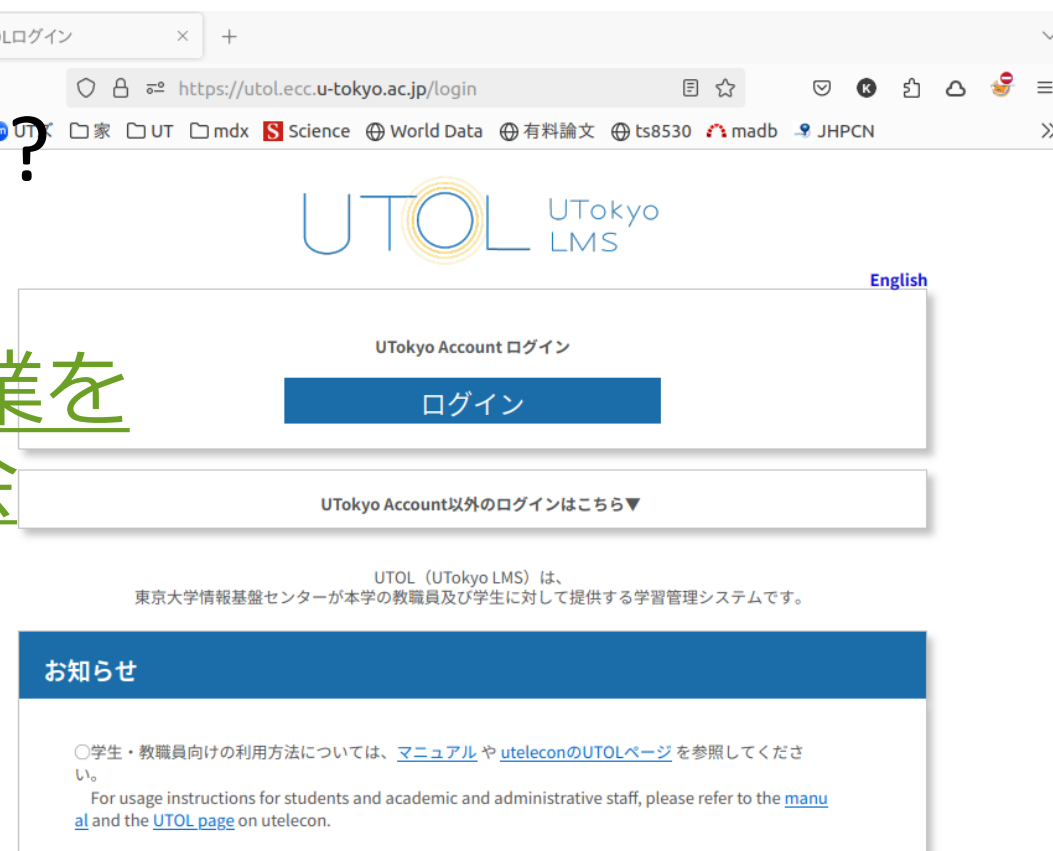 Lログイン
https://utol.ecc.u-tokyo.ac.jp/login
家 UT mdx S Science World Data 有料論文 ts8530 madb JHPCN
?
UTOL UTokyo
LMS
English
UTokyo Account ログイン
業を
ログイン
UTokyo Account以外のログインはこちら▼
UTOL（UTokyo LMS）は、
東京大学情報基盤センターが本学の教職員及び学生に対して提供する学習管理システムです。
お知らせ
○学生・教職員向けの利用方法については、マニュアル や uteleconのUTOLページ を参照してくださ
い。
For usage instructions for students and academic and administrative staff, please refer to the manu
al and the UTOL page on utelecon.